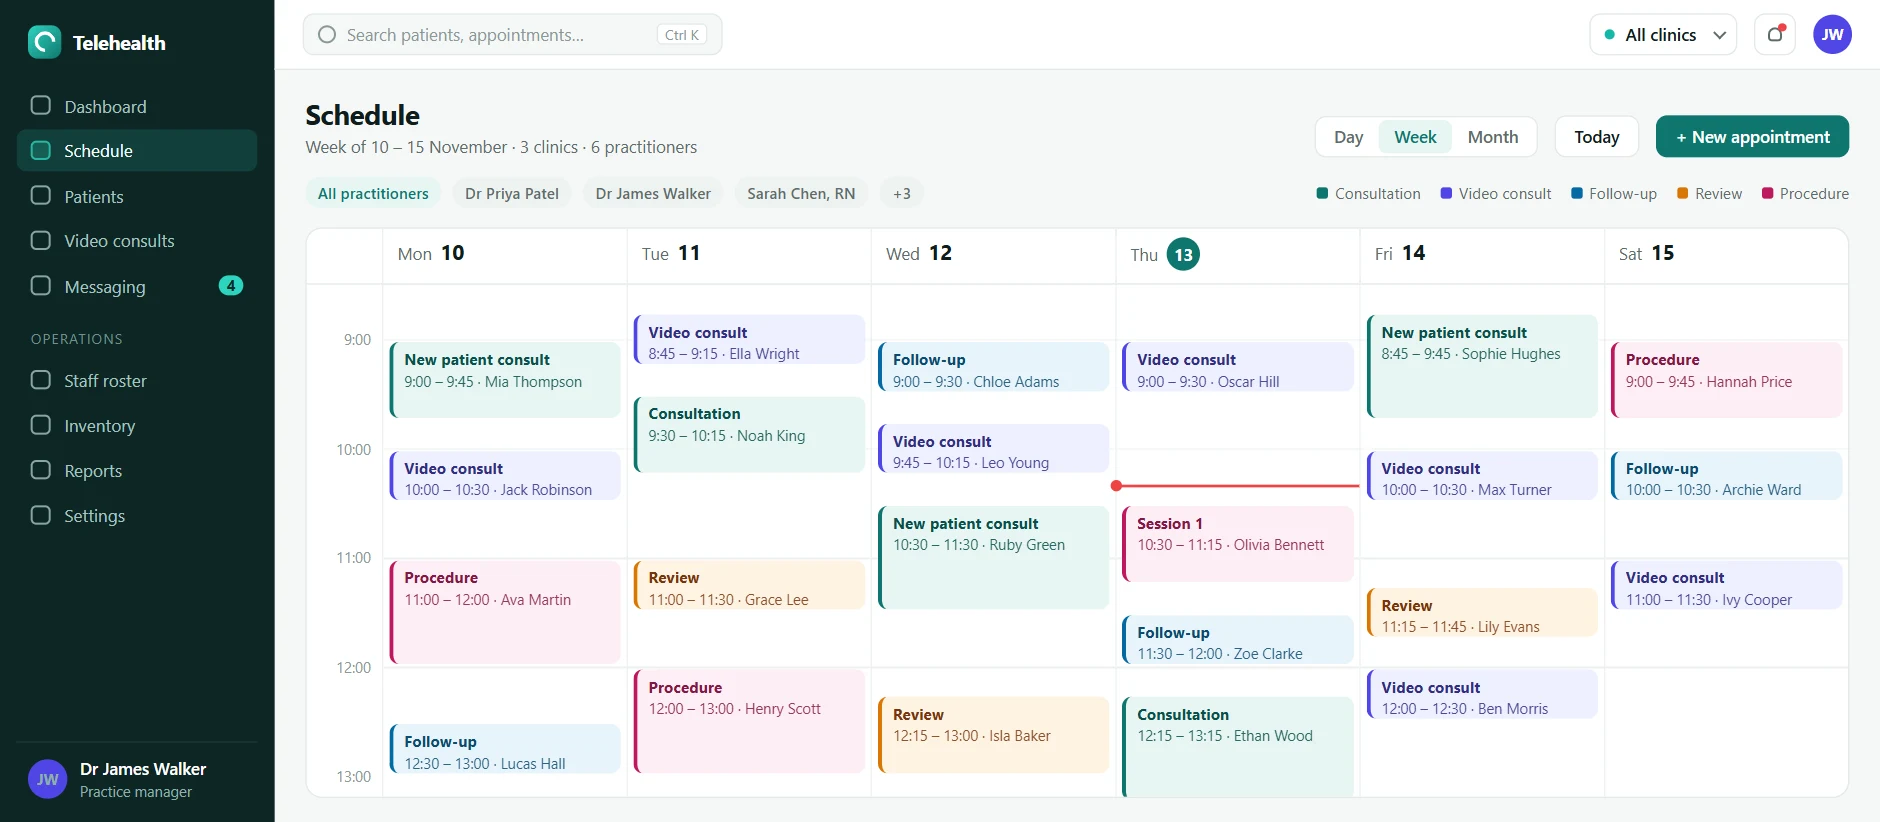 Telehealth
Dashboard
Schedule
Patients
Video consults
Messaging 4
OPERATIONS
Staff roster
Inventory
Reports
Settings
JW
Dr James Walker
Practice manager
Search patients, appointments... Ctrl K
All clinics
JW
Schedule
Week of 10 – 15 November · 3 clinics · 6 practitioners
Day Week Month
Today
+ New appointment
All practitioners Dr Priya Patel Dr James Walker Sarah Chen, RN +3
Consultation Video consult Follow-up Review Procedure
Mon 10 Tue 11 Wed 12 Thu 13 Fri 14 Sat 15
9:00
10:00
11:00
12:00
13:00
New patient consult
9:00 – 9:45 · Mia Thompson
Video consult
10:00 – 10:30 · Jack Robinson
Procedure
11:00 – 12:00 · Ava Martin
Follow-up
12:30 – 13:00 · Lucas Hall
Video consult
8:45 – 9:15 · Ella Wright
Consultation
9:30 – 10:15 · Noah King
Review
11:00 – 11:30 · Grace Lee
Procedure
12:00 – 13:00 · Henry Scott
Follow-up
9:00 – 9:30 · Chloe Adams
Video consult
9:45 – 10:15 · Leo Young
New patient consult
10:30 – 11:30 · Ruby Green
Review
12:15 – 13:00 · Isla Baker
Video consult
9:00 – 9:30 · Oscar Hill
Session 1
10:30 – 11:15 · Olivia Bennett
Follow-up
11:30 – 12:00 · Zoe Clarke
Consultation
12:15 – 13:15 · Ethan Wood
New patient consult
8:45 – 9:45 · Sophie Hughes
Video consult
10:00 – 10:30 · Max Turner
Review
11:15 – 11:45 · Lily Evans
Video consult
12:00 – 12:30 · Ben Morris
Procedure
9:00 – 9:45 · Hannah Price
Follow-up
10:00 – 10:30 · Archie Ward
Video consult
11:00 – 11:30 · Ivy Cooper